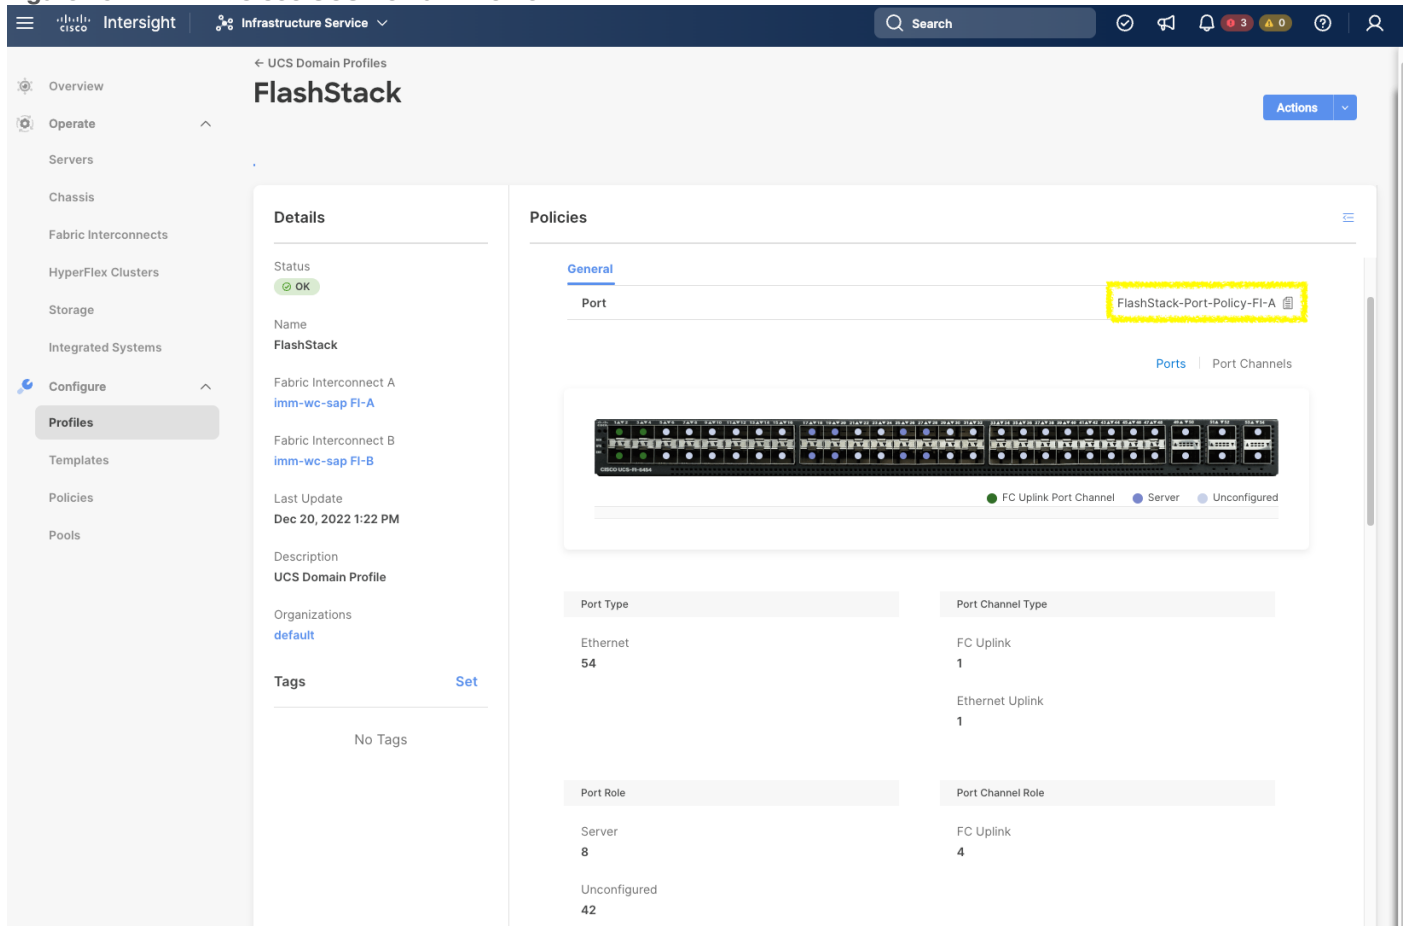 cisco Intersight
Infrastructure Service
Search
3
0
Overview
Operate
Servers
Chassis
Fabric Interconnects
HyperFlex Clusters
Storage
Integrated Systems
Configure
Profiles
Templates
Policies
Pools
← UCS Domain Profiles
FlashStack
Actions
Details
Status
OK
Name
FlashStack
Fabric Interconnect A
imm-wc-sap FI-A
Fabric Interconnect B
imm-wc-sap FI-B
Last Update
Dec 20, 2022 1:22 PM
Description
UCS Domain Profile
Organizations
default
Tags
Set
No Tags
Policies
General
Port
FlashStack-Port-Policy-FI-A
Ports
Port Channels
CISCO UCS-FI-6454
FC Uplink Port Channel
Server
Unconfigured
Port Type
Ethernet
54
Port Channel Type
FC Uplink
1
Ethernet Uplink
1
Port Role
Server
8
Unconfigured
42
Port Channel Role
FC Uplink
4